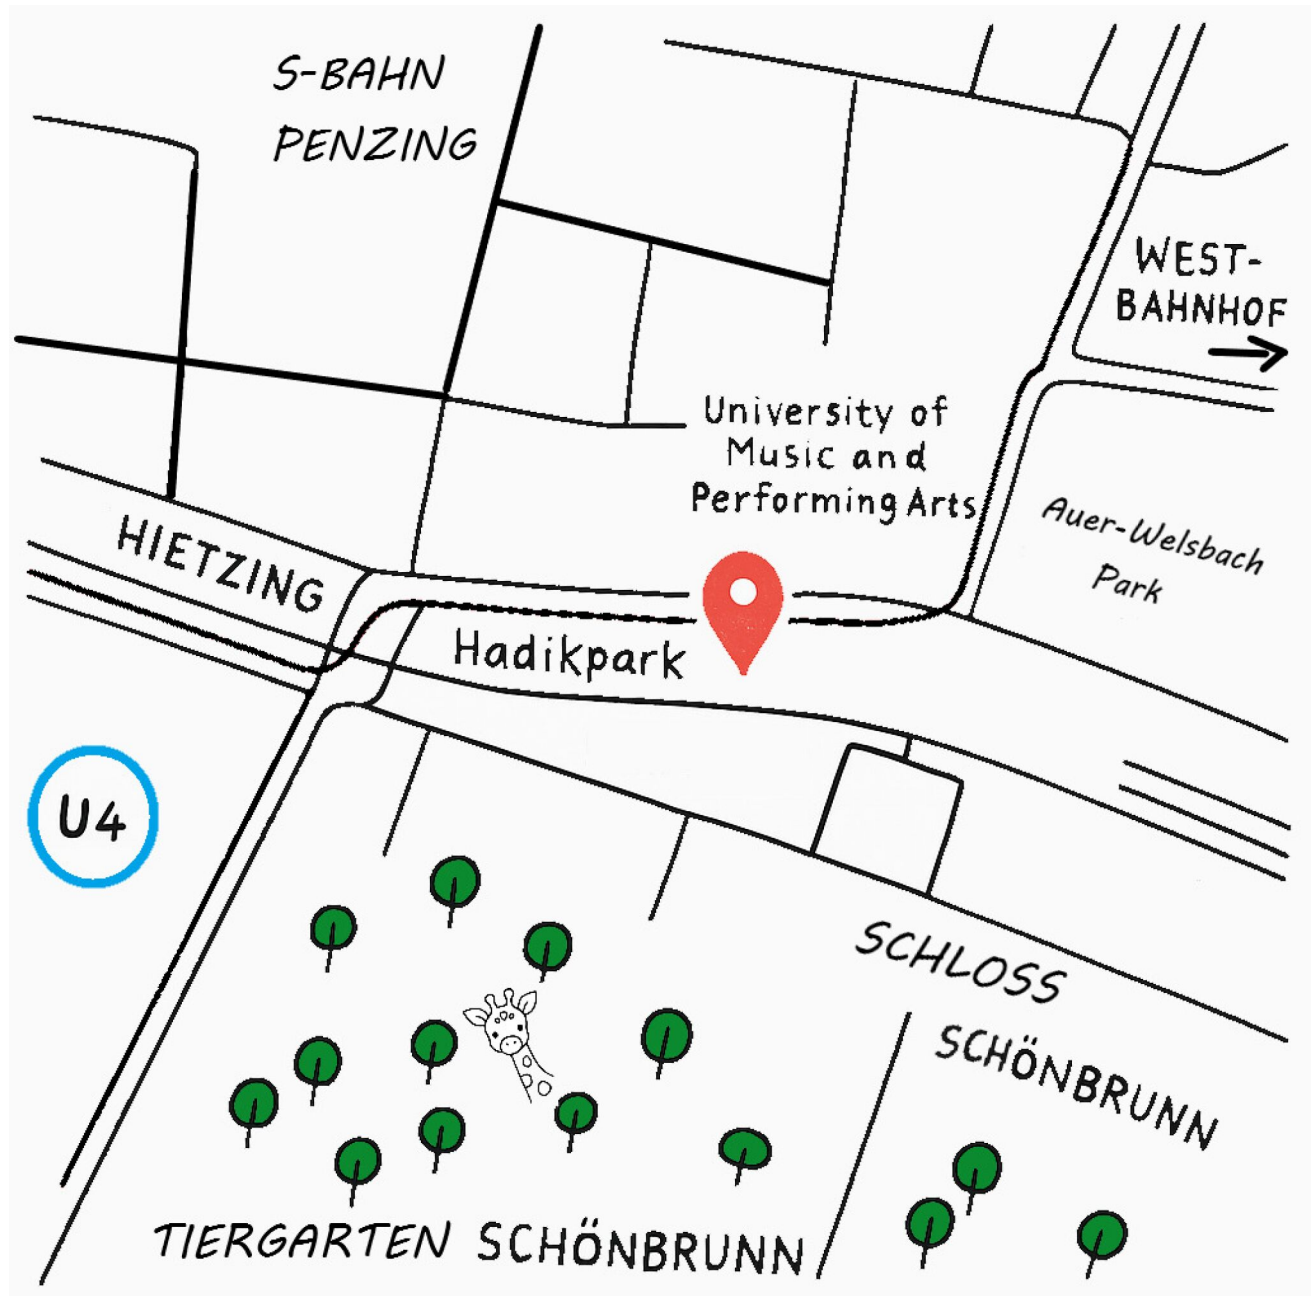 S-BAHN
PENZING
WEST-
BAHNHOF
University of
Music and
Performing Arts
Auer-Welsbach
Park
HIETZING
Hadikpark
U4
SCHLOSS
SCHÖNBRUNN
TIERGARTEN SCHÖNBRUNN